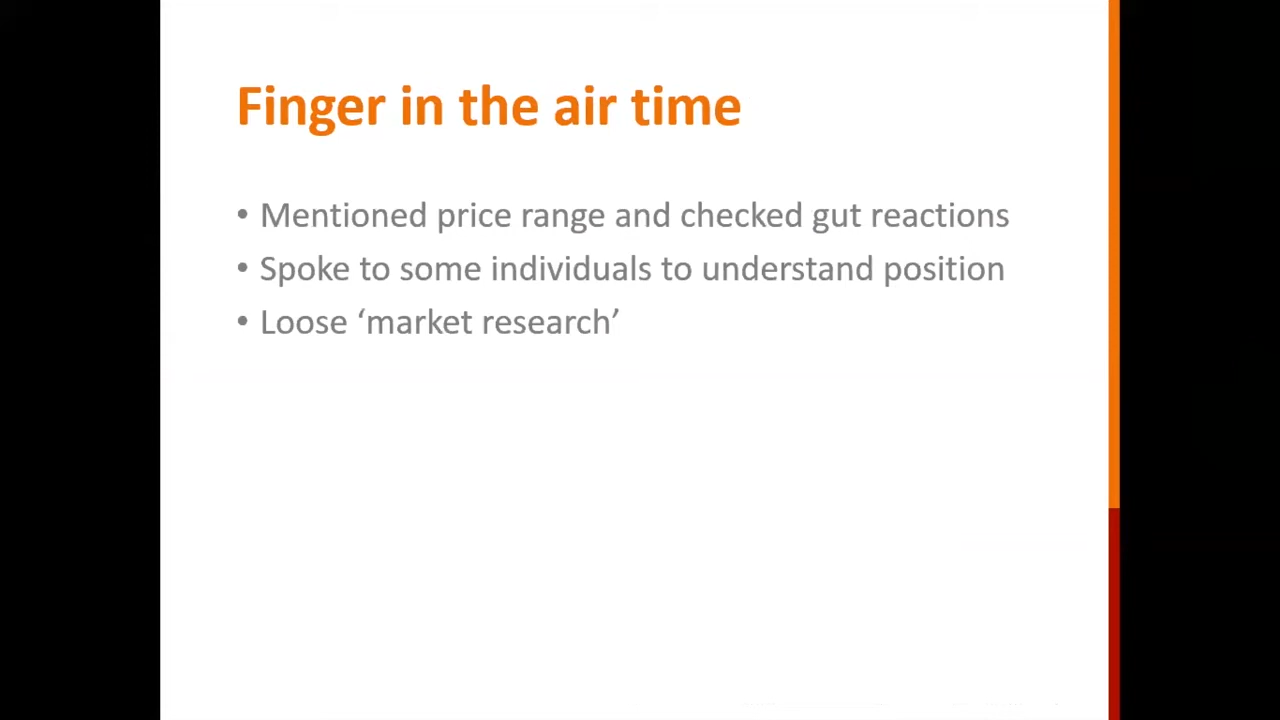 Finger in the air time
• Mentioned price range and checked gut reactions
• Spoke to some individuals to understand position
• Loose ‘market research’